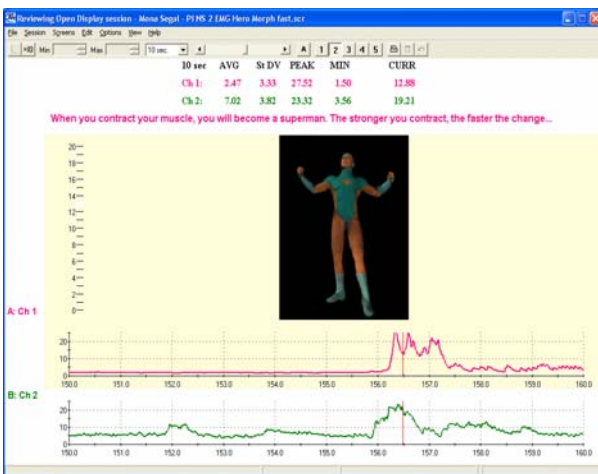 Reviewing Open Display session - Mona Segal - PI NS 2 EMG Hero Morph fast.scr
File Session Screens Edit Options View Help
Min Max 10 sec. A 1 2 3 4 5
10 sec AVG St DV PEAK MIN CURR
Ch 1: 2.47 3.33 27.52 1.50 12.88
Ch 2: 7.02 3.82 23.32 3.56 19.21
When you contract your muscle, you will become a superman. The stronger you contract, the faster the change...
20
18
16
14
12
10
8
6
4
2
0
A: Ch 1
20
10
0
150.0 151.0 152.0 153.0 154.0 155.0 156.0 157.0 158.0 159.0 160.0
B: Ch 2
20
10
0
150.0 151.0 152.0 153.0 154.0 155.0 156.0 157.0 158.0 159.0 160.0